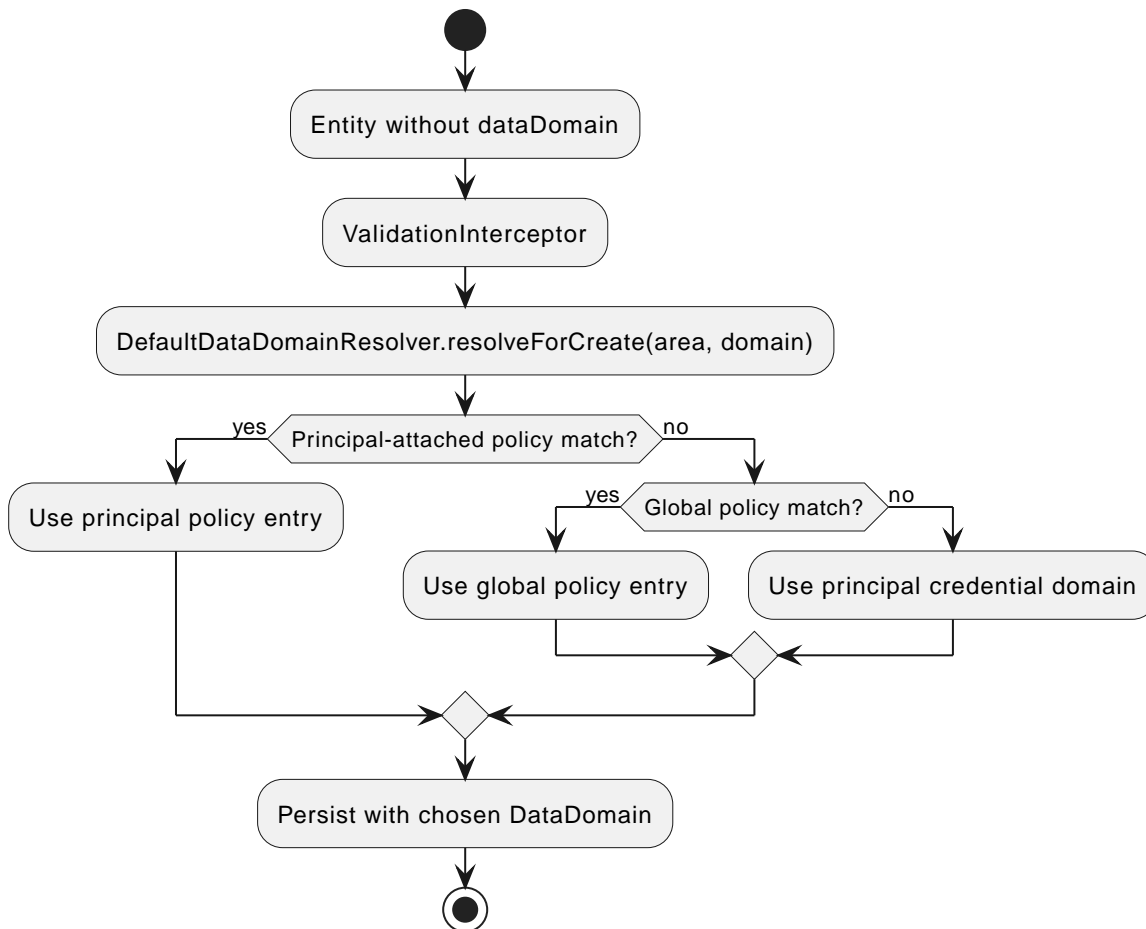 Entity without dataDomain
ValidationInterceptor
DefaultDataDomainResolver.resolveForCreate(area, domain)
yes
Principal-attached policy match?
no
Use principal policy entry
yes
Global policy match?
no
Use global policy entry
Use principal credential domain
Persist with chosen DataDomain